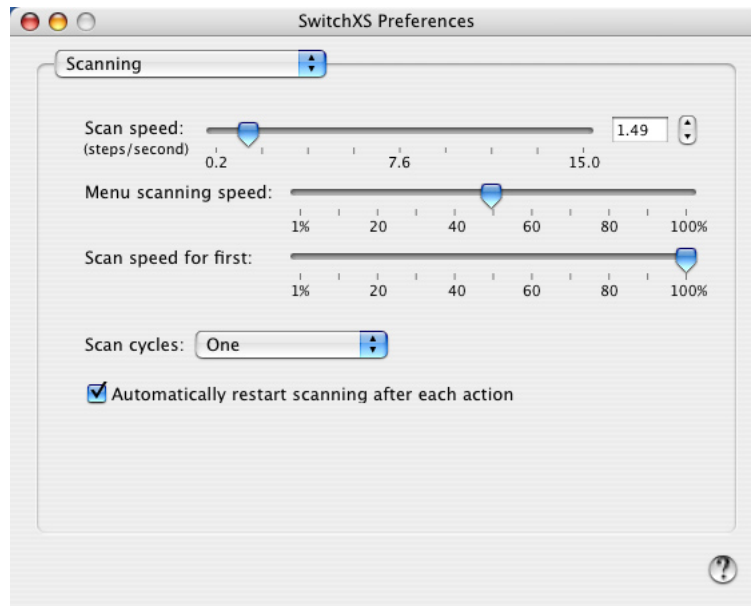 SwitchXS Preferences
Scanning
Scan speed: 1.49
(steps/second) 0.2 7.6 15.0
Menu scanning speed:
1% 20 40 60 80 100%
Scan speed for first:
1% 20 40 60 80 100%
Scan cycles: One
Automatically restart scanning after each action
?